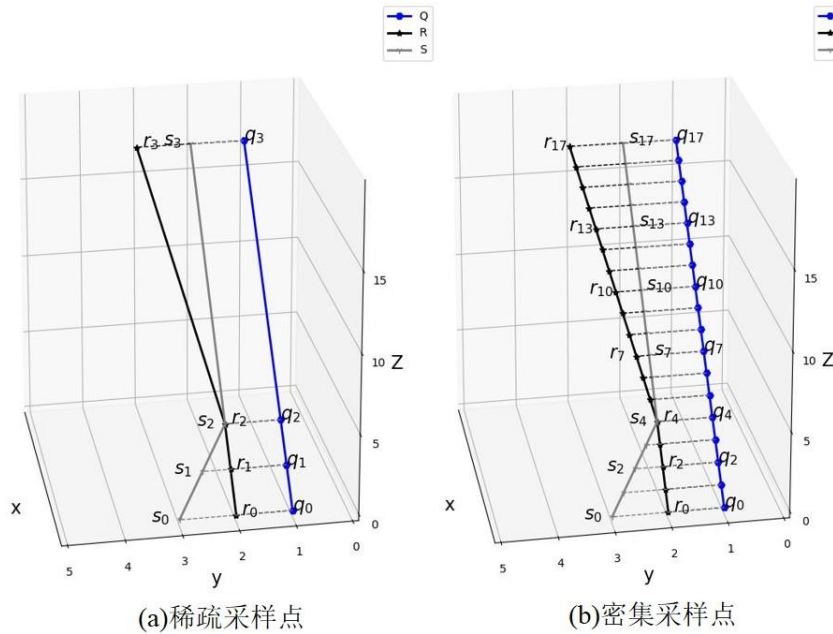 Q
R
S
r3 s3 q3
s2 r2 q2
s1 r1 q1
s0 r0 q0
15
10
5
0
Z
x
5 4 3 2 1 0
y
(a)稀疏采样点
r17 s17 q17
r13 s13 q13
r10 s10 q10
r7 s7 q7
s4 r4 q4
s2 r2 q2
s0 r0 q0
15
10
5
0
Z
x
5 4 3 2 1 0
y
(b)密集采样点